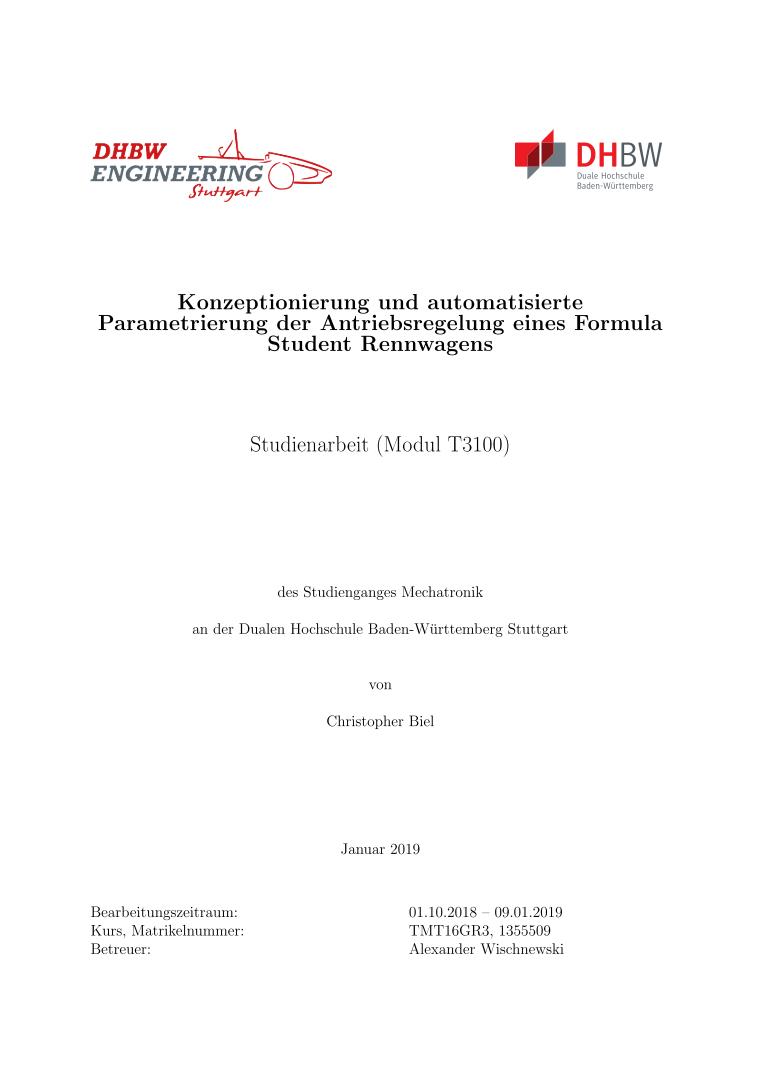 DHBW
ENGINEERING
Stuttgart
DHBW
Duale Hochschule
Baden-Württemberg
Konzeptionierung und automatisierte
Parametrierung der Antriebsregelung eines Formula
Student Rennwagens
Studienarbeit (Modul T3100)
des Studienganges Mechatronik
an der Dualen Hochschule Baden-Württemberg Stuttgart
von
Christopher Biel
Januar 2019
Bearbeitungszeitraum: 01.10.2018 – 09.01.2019
Kurs, Matrikelnummer: TMT16GR3, 1355509
Betreuer: Alexander Wischnewski